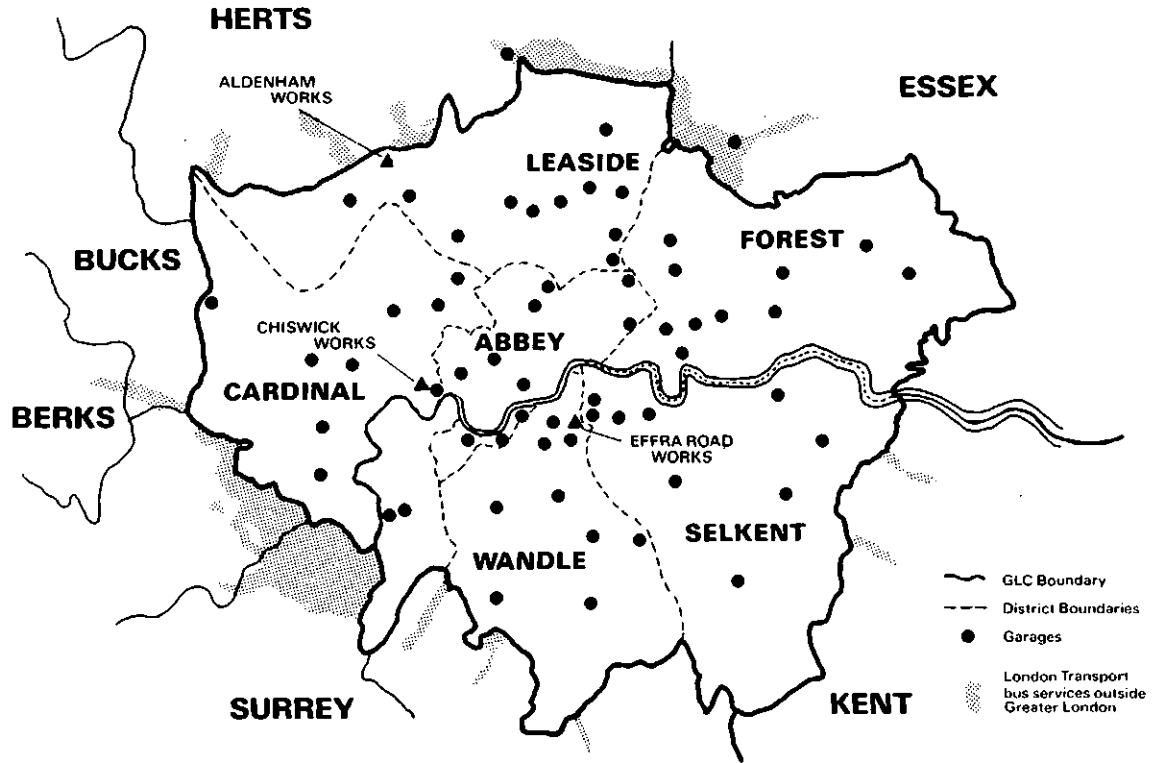 HERTS
ALDENHAM
WORKS
ESSEX
LEASIDE
FOREST
BUCKS
CHISWICK
WORKS
ABBEY
CARDINAL
BERKS
EFFRA ROAD
WORKS
SELKENT
WANDLE
GLC Boundary
District Boundaries
Garages
London Transport
bus services outside
Greater London
SURREY
KENT